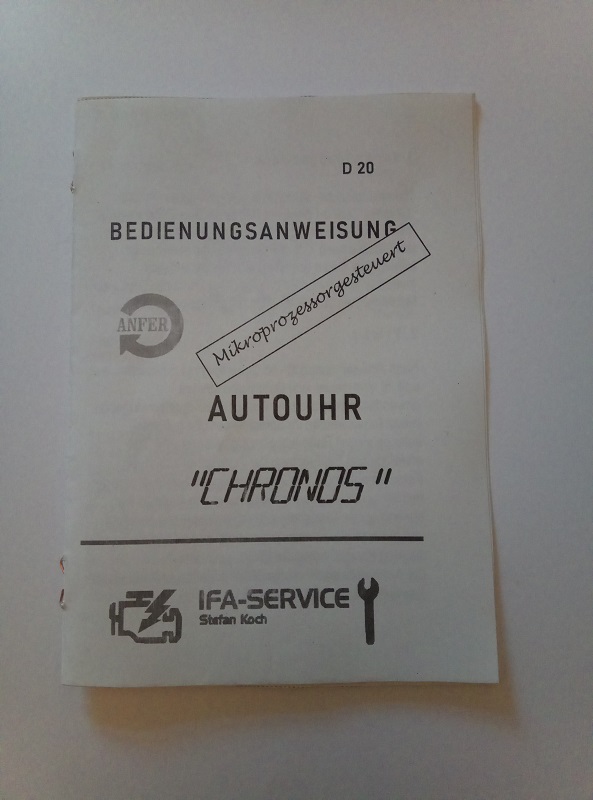 D 20
BEDIENUNGSANWEISUNG
Mikroprozessorgesteuert
ANFER
AUTOUHR
"CHRONOS"
IFA-SERVICE
Stefan Koch